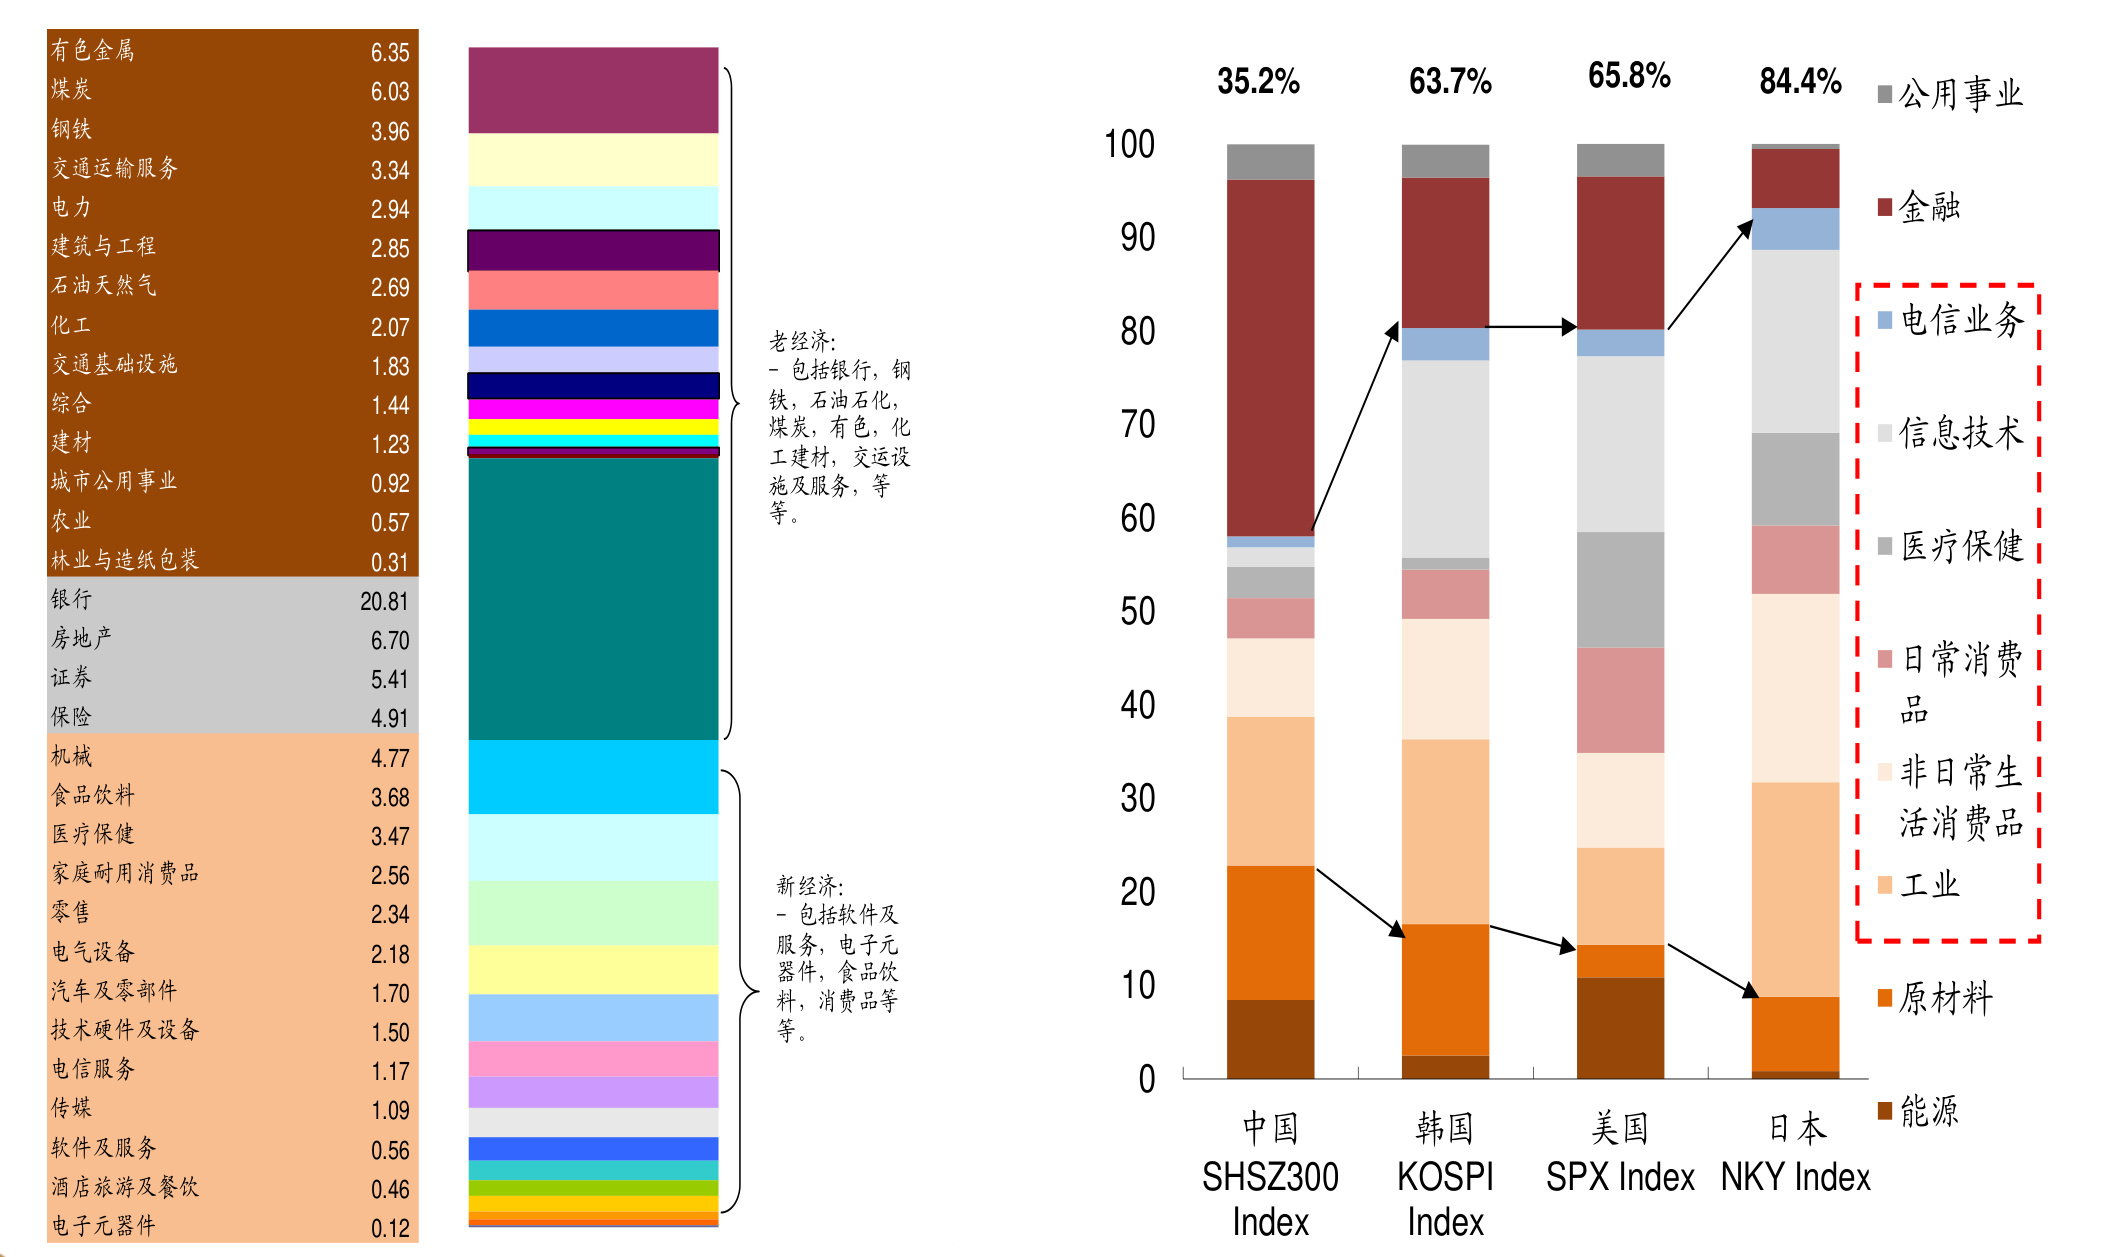 有色金属 6.35
煤炭 6.03
钢铁 3.96
交通运输服务 3.34
电力 2.94
建筑与工程 2.85
石油天然气 2.69
化工 2.07
交通基础设施 1.83
综合 1.44
建材 1.23
城市公用事业 0.92
农业 0.57
林业与造纸包装 0.31
银行 20.81
房地产 6.70
证券 5.41
保险 4.91
机械 4.77
食品饮料 3.68
医疗保健 3.47
家庭耐用消费品 2.56
零售 2.34
电气设备 2.18
汽车及零部件 1.70
技术硬件及设备 1.50
电信服务 1.17
传媒 1.09
软件及服务 0.56
酒店旅游及餐饮 0.46
电子元器件 0.12
老经济：
– 包括银行，钢
铁，石油石化，
煤炭，有色，化
工建材，交运设
施及服务，等
等。
新经济：
– 包括软件及
服务，电子元
器件，食品饮
料，消费品等
等。
35.2% 63.7% 65.8% 84.4%
100
90
80
70
60
50
40
30
20
10
0
中国
SHSZ300
Index
韩国
KOSPI
Index
美国
SPX Index
日本
NKY Index
公用事业
金融
电信业务
信息技术
医疗保健
日常消费
品
非日常生
活消费品
工业
原材料
能源